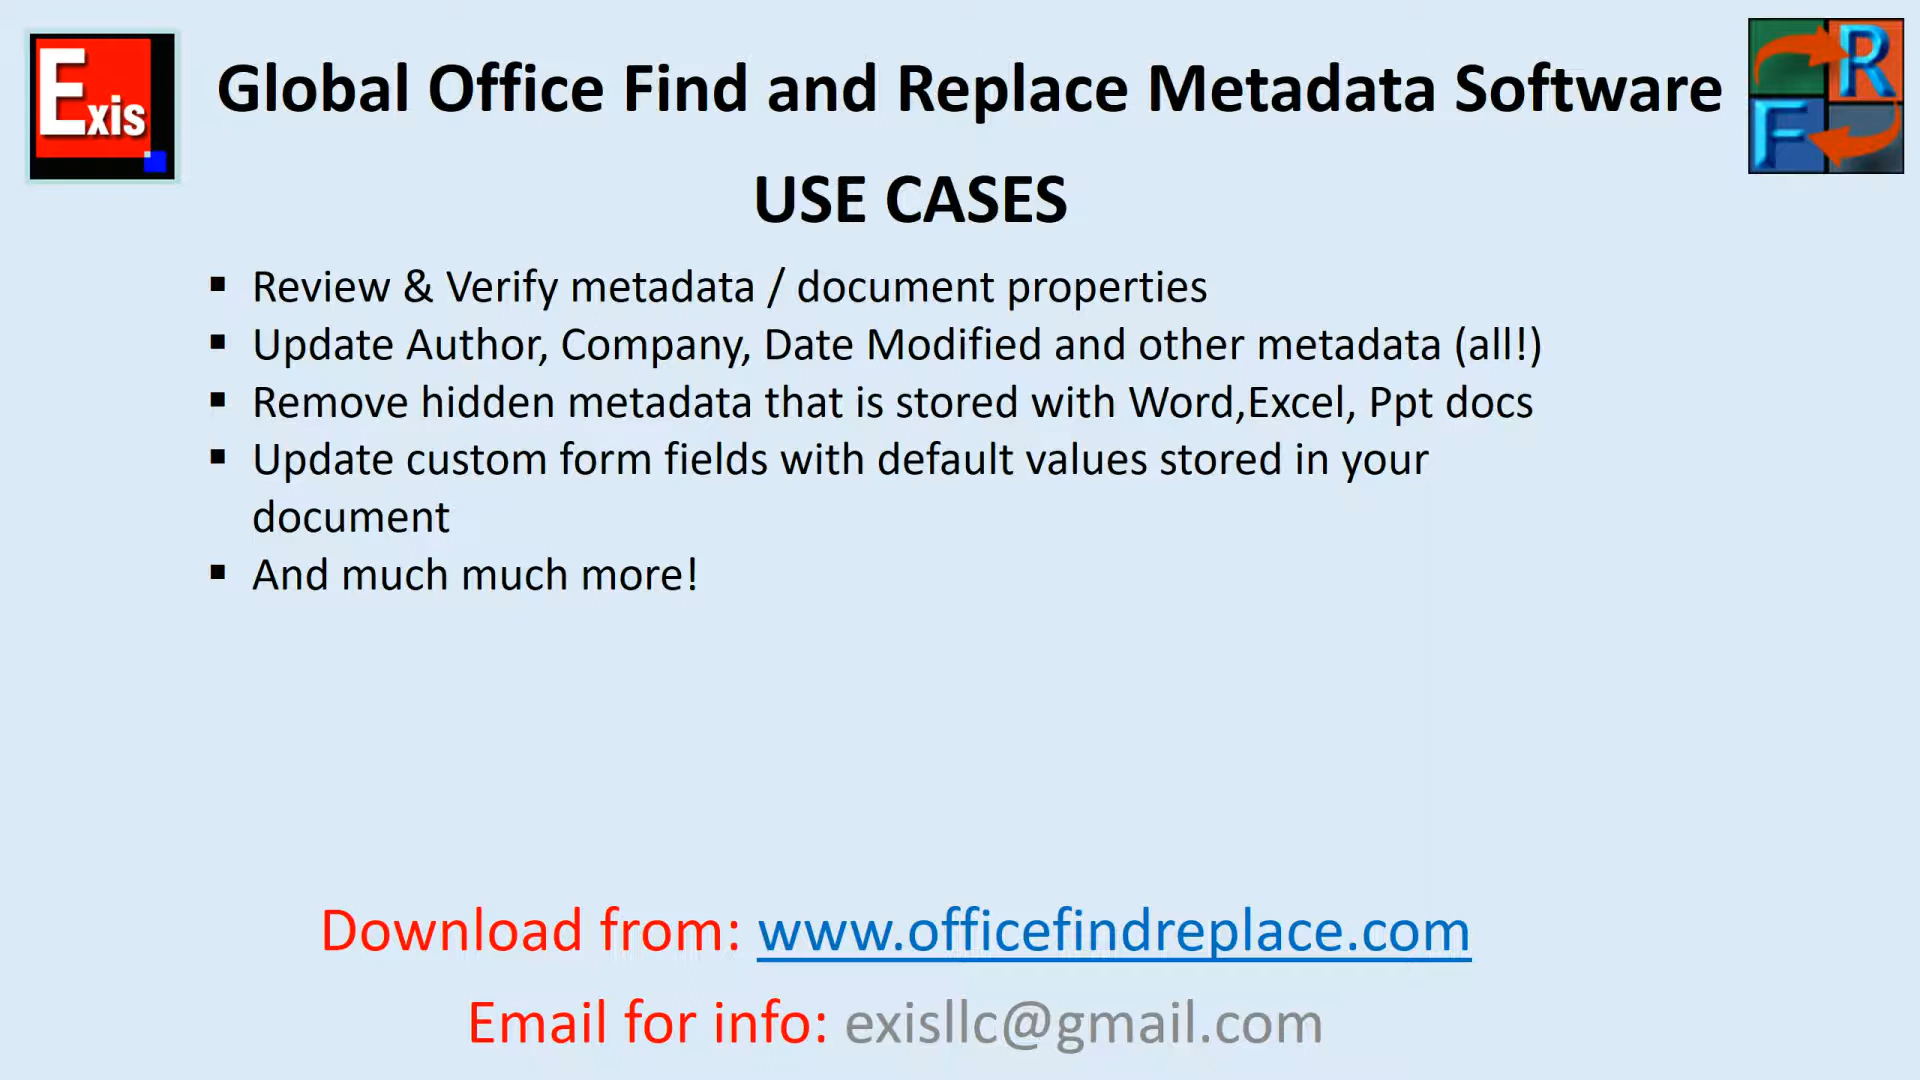 Exis
Global Office Find and Replace Metadata Software
R
F
USE CASES
▪ Review & Verify metadata / document properties
▪ Update Author, Company, Date Modified and other metadata (all!)
▪ Remove hidden metadata that is stored with Word,Excel, Ppt docs
▪ Update custom form fields with default values stored in your
document
▪ And much much more!
Download from: www.officefindreplace.com
Email for info: exisllc@gmail.com